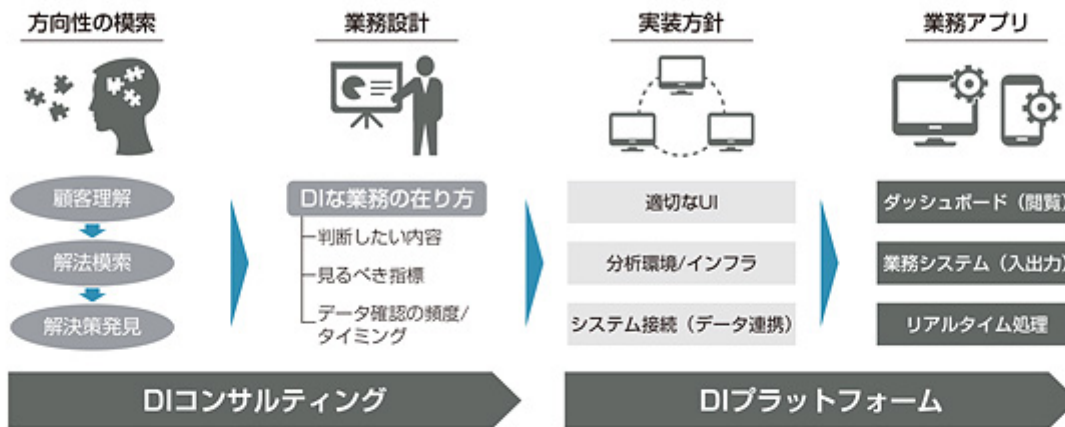 方向性の模索
顧客理解
解法模索
解決策発見
業務設計
DIな業務の在り方
判断したい内容
見るべき指標
データ確認の頻度/
タイミング
実装方針
適切なUI
分析環境/インフラ
システム接続（データ連携）
業務アプリ
ダッシュボード（閲覧）
業務システム（入出力）
リアルタイム処理
DIコンサルティング
DIプラットフォーム